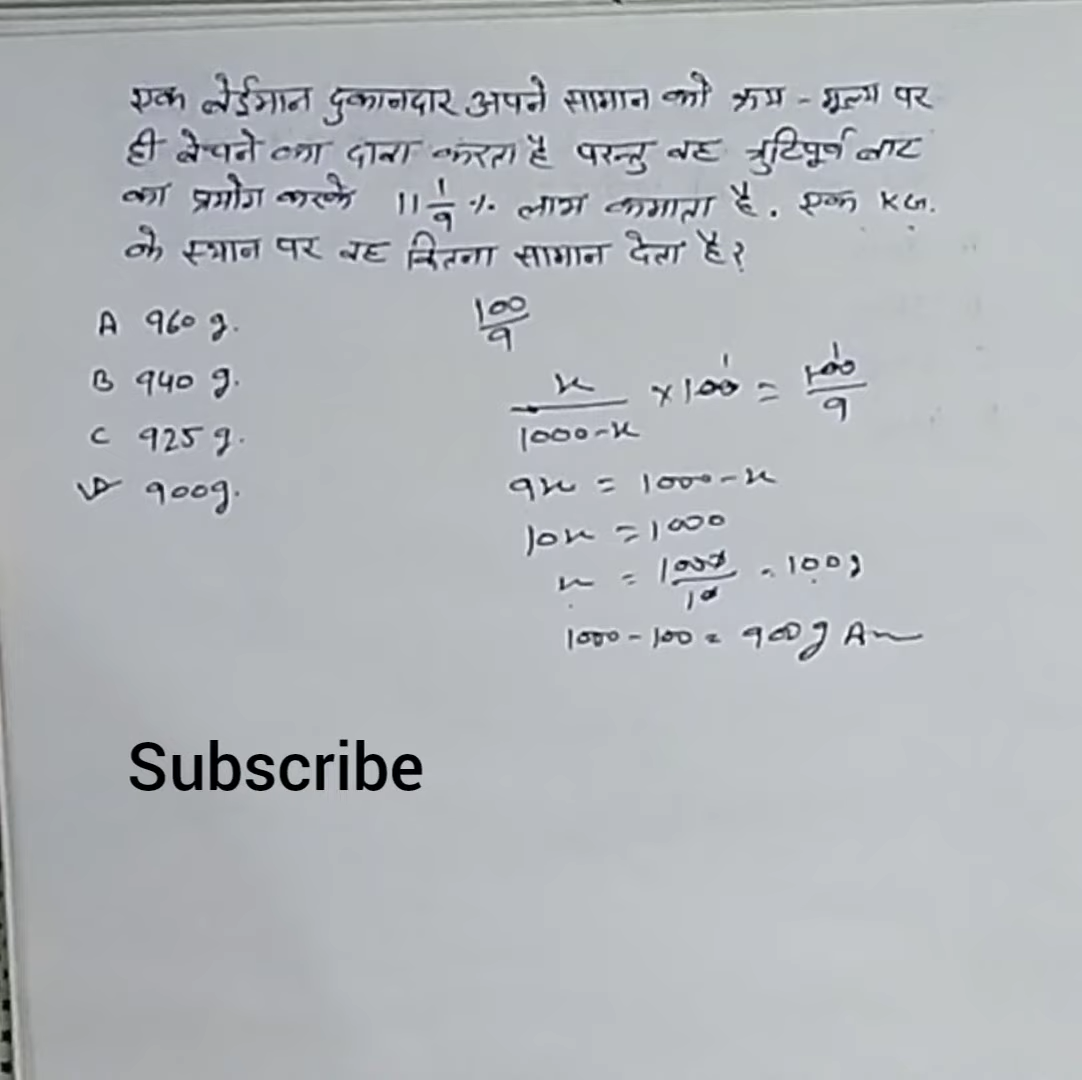 एक बेईमान दुकानदार अपने सामान को क्रय - मूल्य पर
ही बेचने का दावा करता है परन्तु वह त्रुटिपूर्ण बाट
का प्रयोग करके 11 1/9 % लाभ कमाता है. एक KG.
के स्थान पर वह कितना सामान देता है?
A 960 g.
B 940 g.
C 925 g.
D 900g.
100/9
x/(1000-x) × 100 = 100/9
9x = 1000-x
10x = 1000
x = 1000/10 = 100g
1000 - 100 = 900g Ans
Subscribe